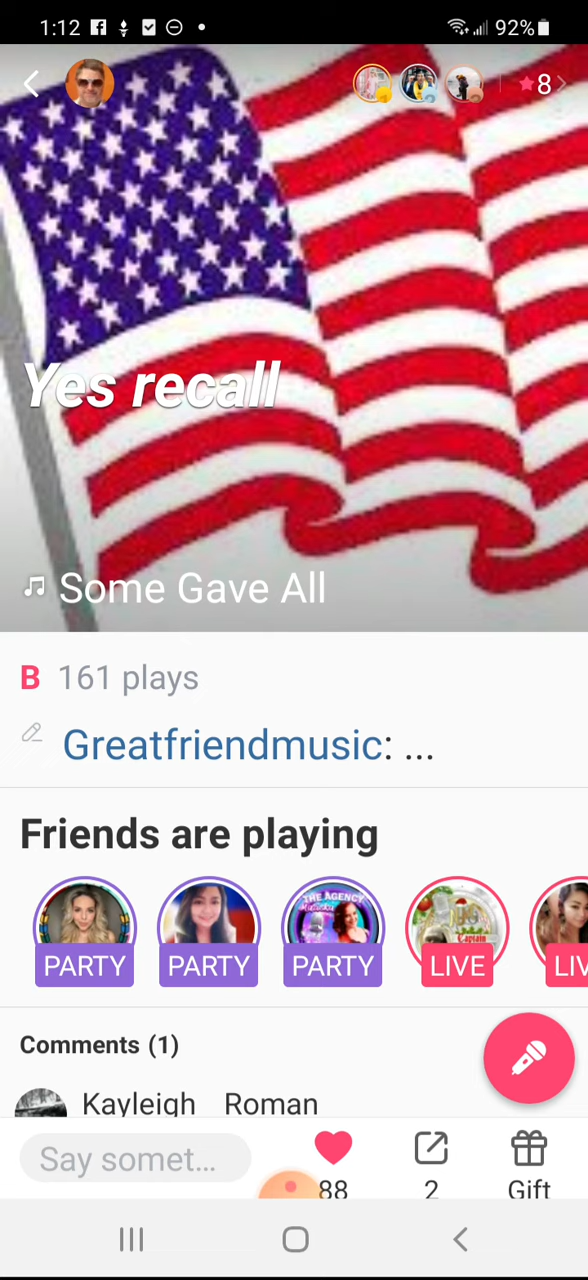 1:12 92%
8
Yes recall
Some Gave All
B 161 plays
Greatfriendmusic: ...
Friends are playing
THE AGENCY
PARTY PARTY PARTY LIVE LIV
Comments (1)
Kayleigh Roman
Say somet...
88 2 Gift